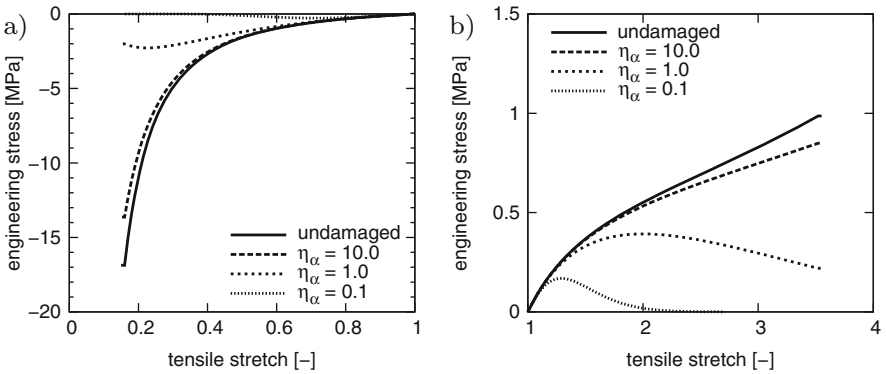 a)
engineering stress [MPa]
0
−5
−10
−15
−20
undamaged
ηα = 10.0
ηα = 1.0
ηα = 0.1
0
0.2
0.4
0.6
0.8
1
tensile stretch [−]
b)
engineering stress [MPa]
1.5
1
0.5
0
undamaged
ηα = 10.0
ηα = 1.0
ηα = 0.1
1
2
3
4
tensile stretch [−]